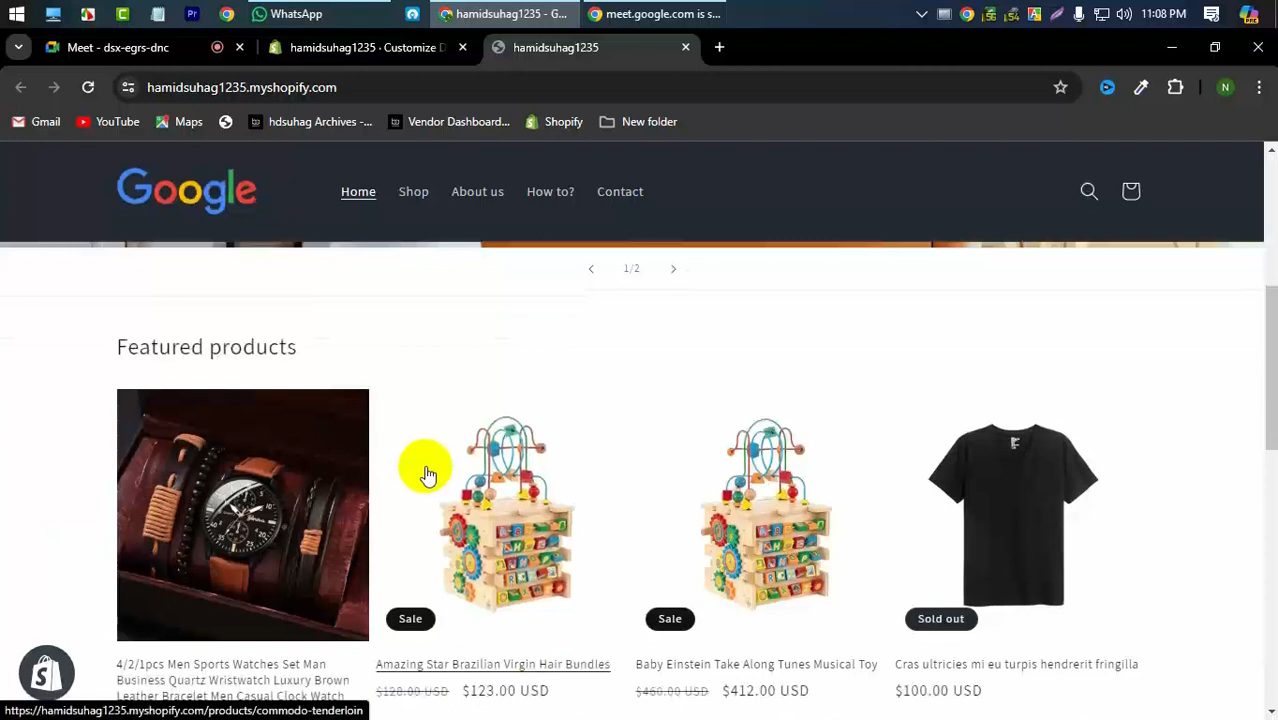 WhatsApp
hamidsuhag1235 - G...
meet.google.com is s...
56
54
11:08 PM
Meet - dsx-egrs-dnc
hamidsuhag1235 · Customize D
hamidsuhag1235
hamidsuhag1235.myshopify.com
N
Gmail
YouTube
Maps
hdsuhag Archives -...
Vendor Dashboard...
Shopify
New folder
Google
Home
Shop
About us
How to?
Contact
1/2
Featured products
Sale
Sale
Sold out
4/2/1pcs Men Sports Watches Set Man
Business Quartz Wristwatch Luxury Brown
Leather Bracelet Men Casual Clock Watch
Amazing Star Brazilian Virgin Hair Bundles
$128.00 USD $123.00 USD
Baby Einstein Take Along Tunes Musical Toy
$460.00 USD $412.00 USD
Cras ultricies mi eu turpis hendrerit fringilla
$100.00 USD
https://hamidsuhag1235.myshopify.com/products/commodo-tenderloin